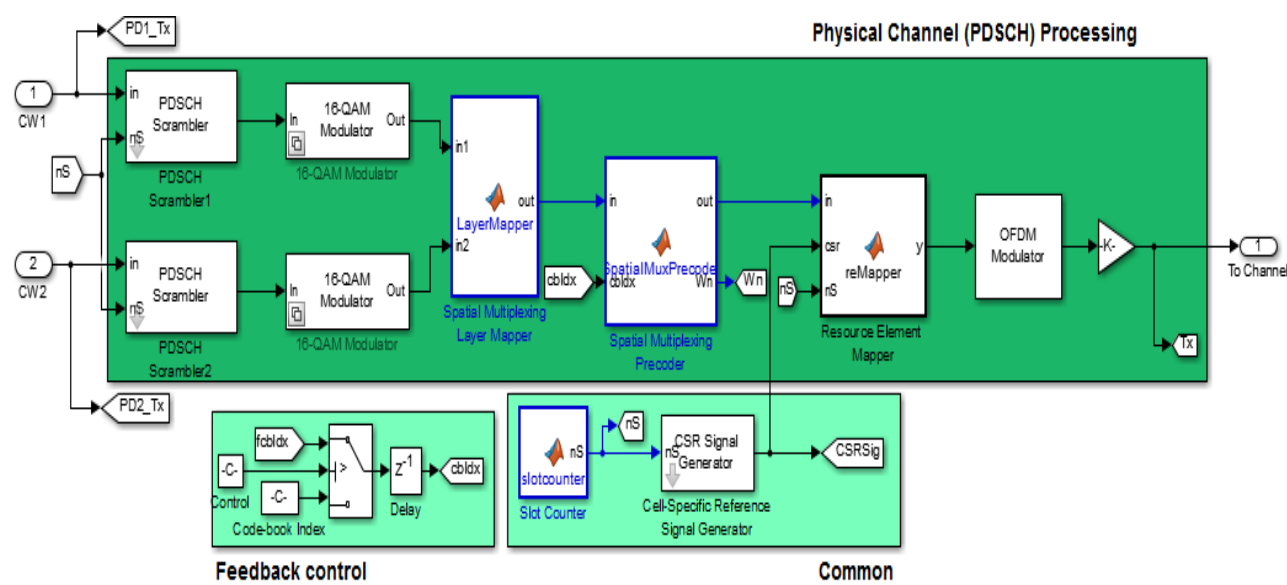 Physical Channel (PDSCH) Processing
PD1_Tx
1
CW1
in
nS
PDSCH
Scrambler
PDSCH
Scrambler1
In
16-QAM
Modulator
Out
16-QAM Modulator
nS
2
CW2
in
nS
PDSCH
Scrambler
PDSCH
Scrambler2
In
16-QAM
Modulator
Out
16-QAM Modulator
PD2_Tx
in1
in2
LayerMapper
out
Spatial Multiplexing
Layer Mapper
cbIdx
in
cbIdx
SpatialMuxPrecode
out
Wn
Spatial Multiplexing
Precoder
Wn
nS
in
csr
nS
reMapper
y
Resource Element
Mapper
OFDM
Modulator
-K-
1
To Channel
Tx
fcbIdx
-C-
Control
-C-
Code-book Index
>
Z-1
Delay
cbIdx
Feedback control
slotcounter
nS
Slot Counter
nS
nS
CSR Signal
Generator
Cell-Specific Reference
Signal Generator
CSRSig
Common